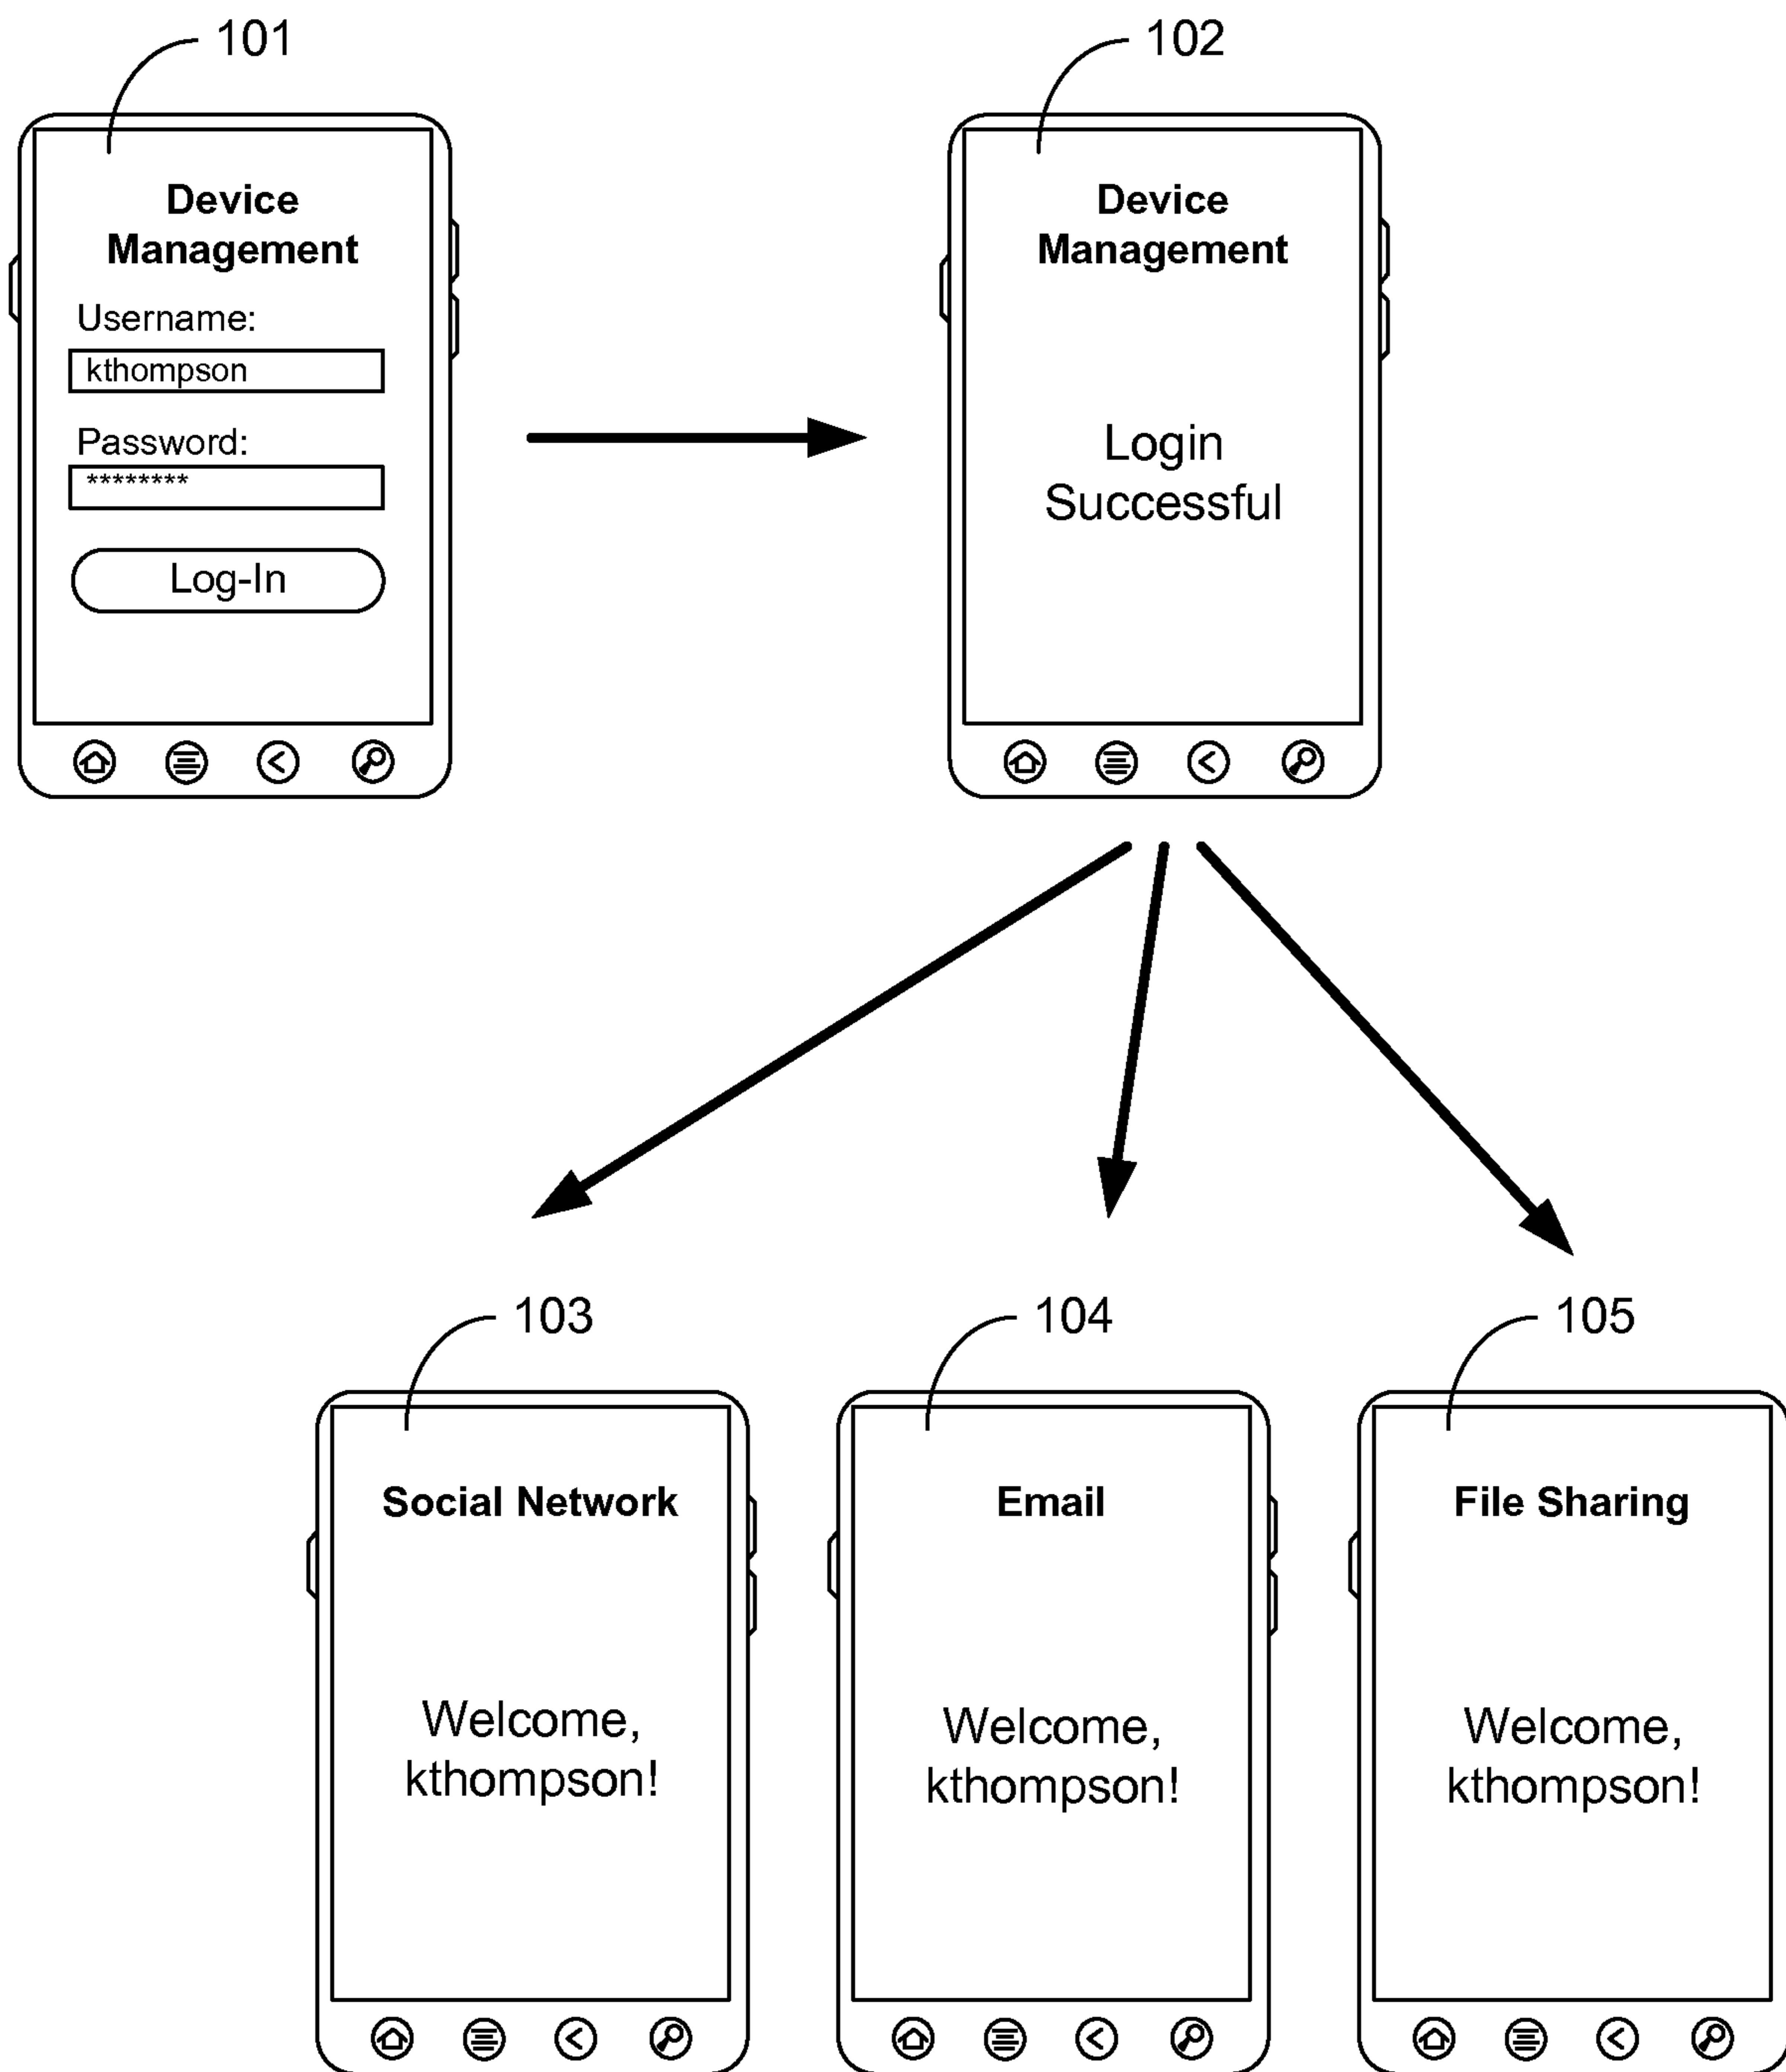 101
Device
Management
Username:
kthompson
Password:
********
Log-In
102
Device
Management
Login
Successful
103
Social Network
Welcome,
kthompson!
104
Email
Welcome,
kthompson!
105
File Sharing
Welcome,
kthompson!